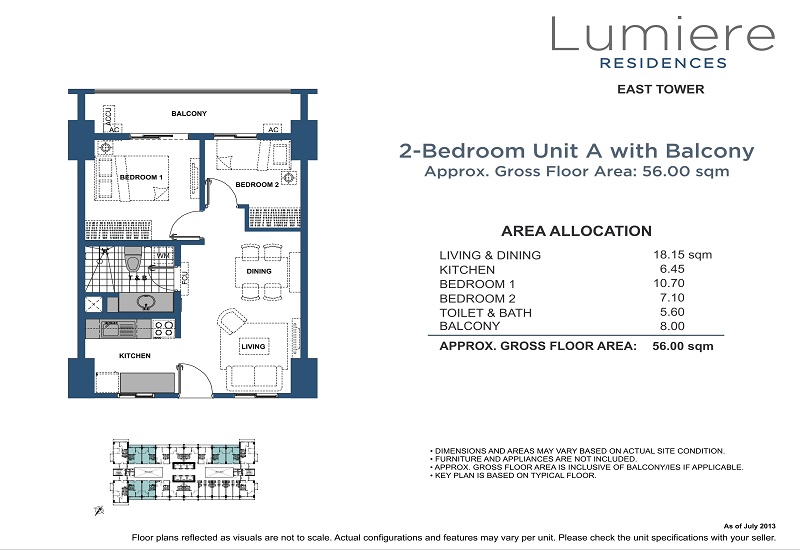 Lumiere
RESIDENCES
EAST TOWER
2-Bedroom Unit A with Balcony
Approx. Gross Floor Area: 56.00 sqm
AREA ALLOCATION
LIVING & DINING 18.15 sqm
KITCHEN 6.45
BEDROOM 1 10.70
BEDROOM 2 7.10
TOILET & BATH 5.60
BALCONY 8.00
APPROX. GROSS FLOOR AREA: 56.00 sqm
BALCONY
ACCU
AC
AC
BEDROOM 1
BEDROOM 2
WM
T & B
FCU
DINING
LIVING
KITCHEN
• DIMENSIONS AND AREAS MAY VARY BASED ON ACTUAL SITE CONDITION.
• FURNITURE AND APPLIANCES ARE NOT INCLUDED.
• APPROX. GROSS FLOOR AREA IS INCLUSIVE OF BALCONY/IES IF APPLICABLE.
• KEY PLAN IS BASED ON TYPICAL FLOOR.
As of July 2013
Floor plans reflected as visuals are not to scale. Actual configurations and features may vary per unit. Please check the unit specifications with your seller.